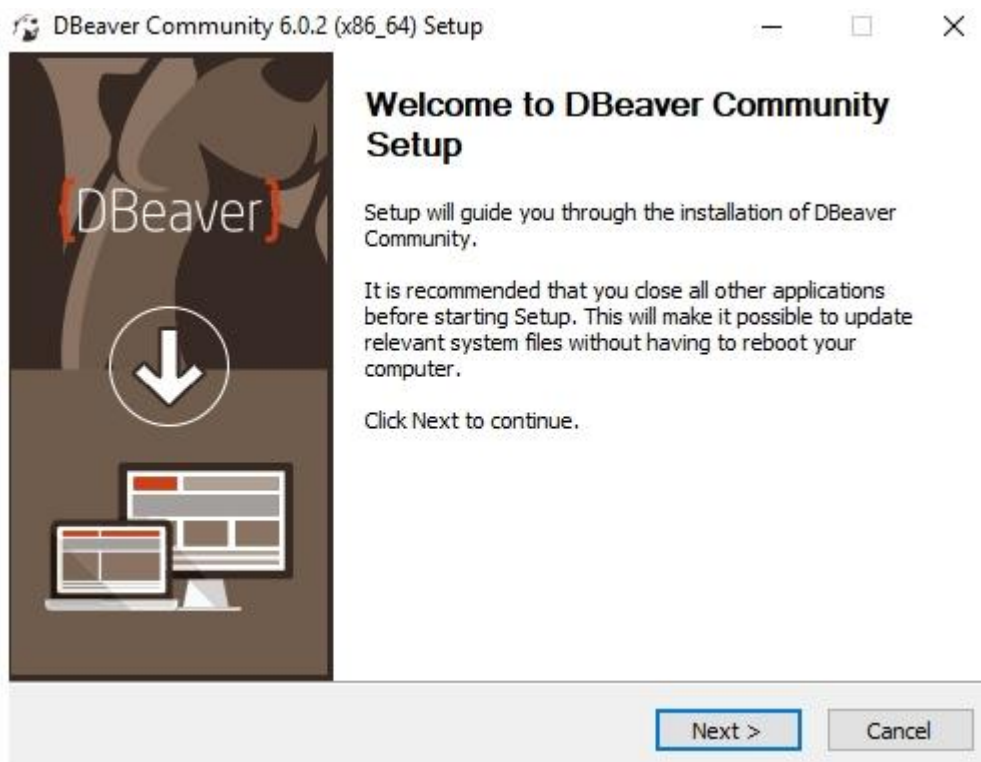 DBeaver Community 6.0.2 (x86_64) Setup
{DBeaver}
Welcome to DBeaver Community
Setup
Setup will guide you through the installation of DBeaver
Community.
It is recommended that you close all other applications
before starting Setup. This will make it possible to update
relevant system files without having to reboot your
computer.
Click Next to continue.
Next >
Cancel